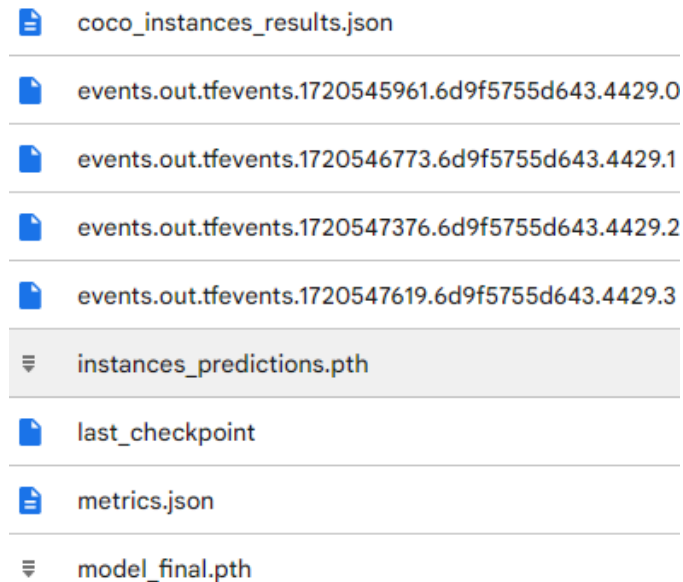 coco_instances_results.json
events.out.tfevents.1720545961.6d9f5755d643.4429.0
events.out.tfevents.1720546773.6d9f5755d643.4429.1
events.out.tfevents.1720547376.6d9f5755d643.4429.2
events.out.tfevents.1720547619.6d9f5755d643.4429.3
instances_predictions.pth
last_checkpoint
metrics.json
model_final.pth